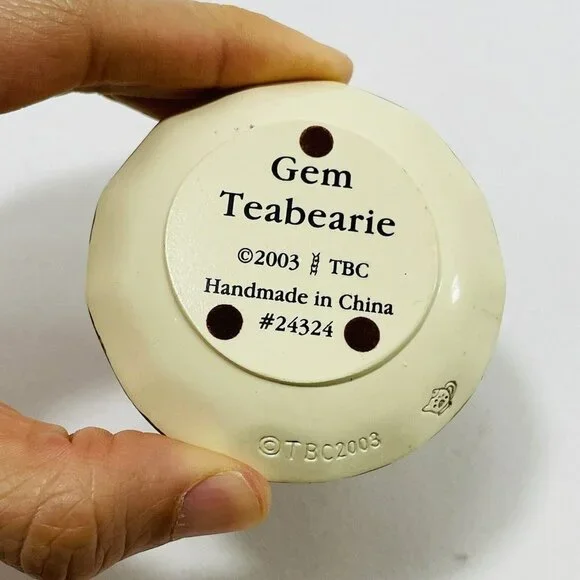 Gem
Teabearie
©2003 TBC
Handmade in China
#24324
©TBC2003